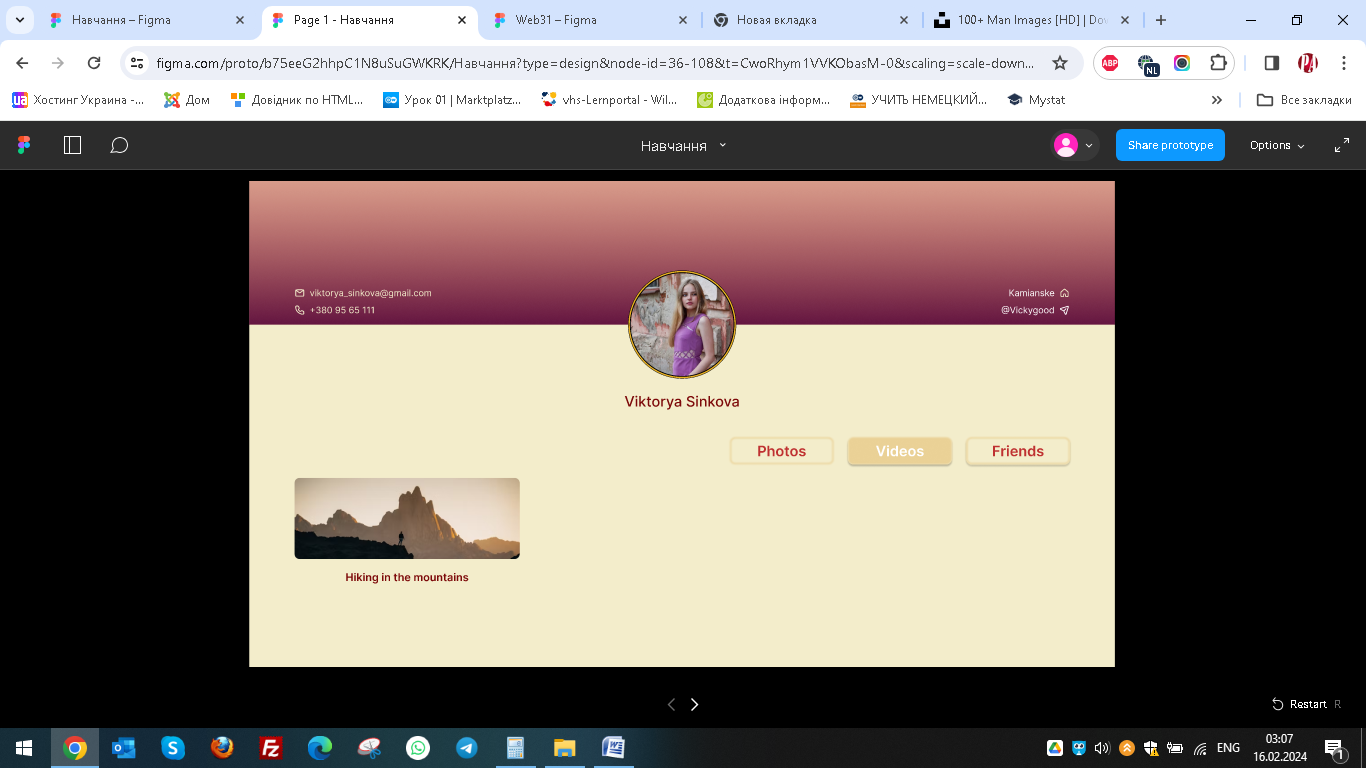 Навчання – Figma
Page 1 - Навчання
Web31 – Figma
Новая вкладка
100+ Man Images [HD] | Dov
figma.com/proto/b75eeG2hhpC1N8uSuGWKRK/Навчання?type=design&node-id=36-108&t=CwoRhym1VVKObasM-0&scaling=scale-down...
ABP
NL
Хостинг Украина -...
Дом
Довідник по HTML...
Урок 01 | Marktplatz...
vhs-Lernportal - Wil...
Додаткова інформ...
УЧИТЬ НЕМЕЦКИЙ...
Mystat
Все закладки
Навчання
Share prototype
Options
viktorya_sinkova@gmail.com
+380 95 65 111
Kamianske
@Vickygood
Viktorya Sinkova
Photos
Videos
Friends
Hiking in the mountains
Restart R
ENG
03:07
16.02.2024
1